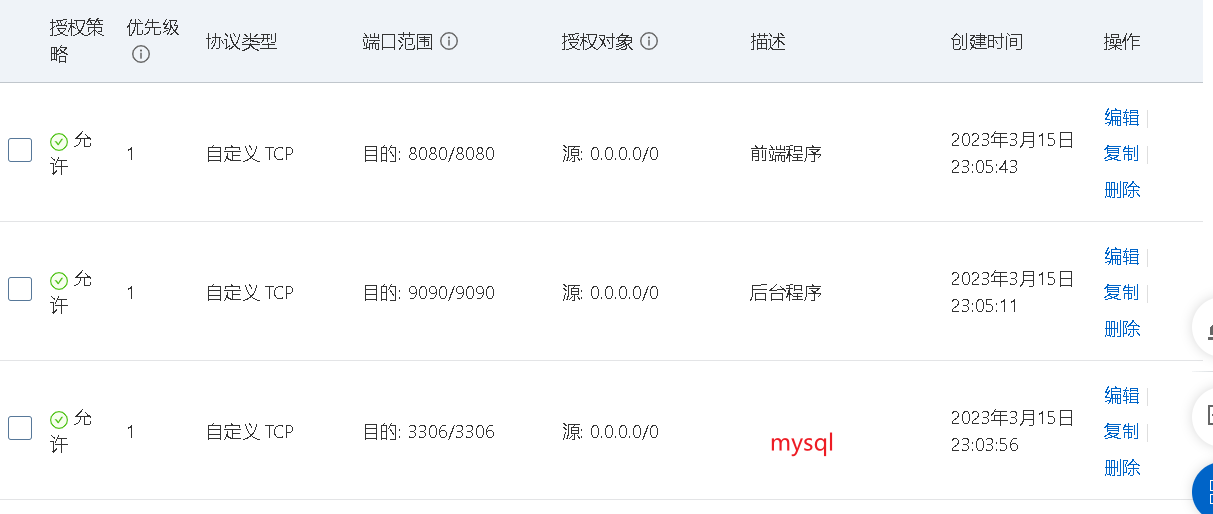 授权策略 优先级 协议类型 端口范围 授权对象 描述 创建时间 操作
允许 1 自定义 TCP 目的: 8080/8080 源: 0.0.0.0/0 前端程序 2023年3月15日 23:05:43 编辑 复制 删除
允许 1 自定义 TCP 目的: 9090/9090 源: 0.0.0.0/0 后台程序 2023年3月15日 23:05:11 编辑 复制 删除
允许 1 自定义 TCP 目的: 3306/3306 源: 0.0.0.0/0 mysql 2023年3月15日 23:03:56 编辑 复制 删除